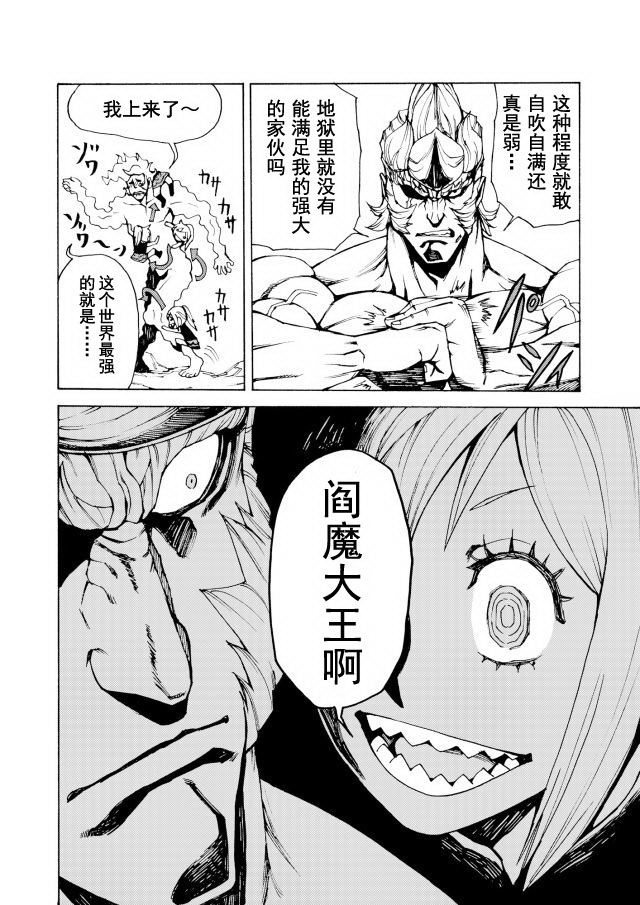 这种程度就敢
自吹自满还
真是弱…
地狱里就没有
能满足我的强大
的家伙吗
我上来了～
ゾワ
ゾワ〜ン
カサカサ
カサカサ
这个世界最强
的就是……
阎魔大王啊